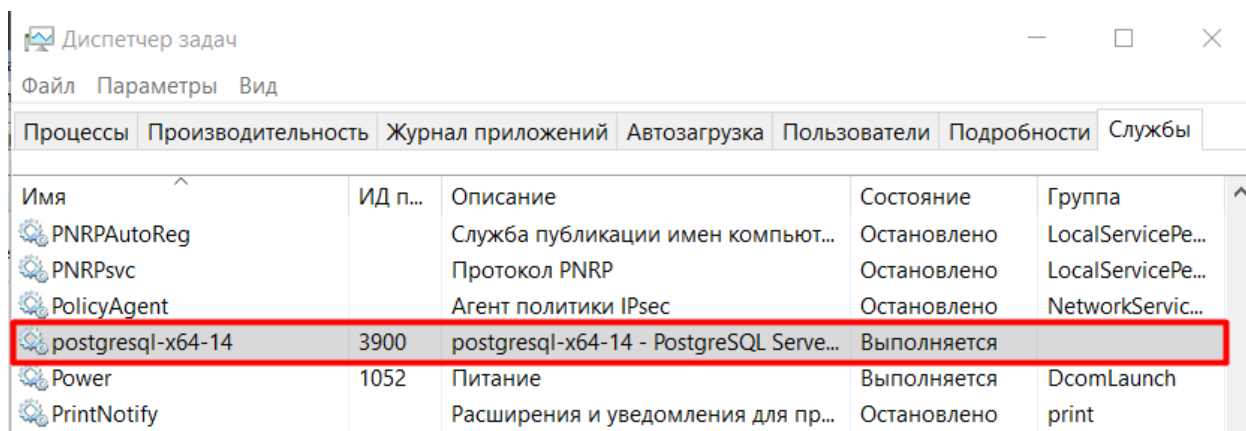 Диспетчер задач
Файл Параметры Вид
Процессы Производительность Журнал приложений Автозагрузка Пользователи Подробности Службы
Имя ИД п... Описание Состояние Группа
PNRPAutoReg Служба публикации имен компьют... Остановлено LocalServicePe...
PNRPsvc Протокол PNRP Остановлено LocalServicePe...
PolicyAgent Агент политики IPsec Остановлено NetworkServic...
postgresql-x64-14 3900 postgresql-x64-14 - PostgreSQL Serve... Выполняется
Power 1052 Питание Выполняется DcomLaunch
PrintNotify Расширения и уведомления для пр... Остановлено print